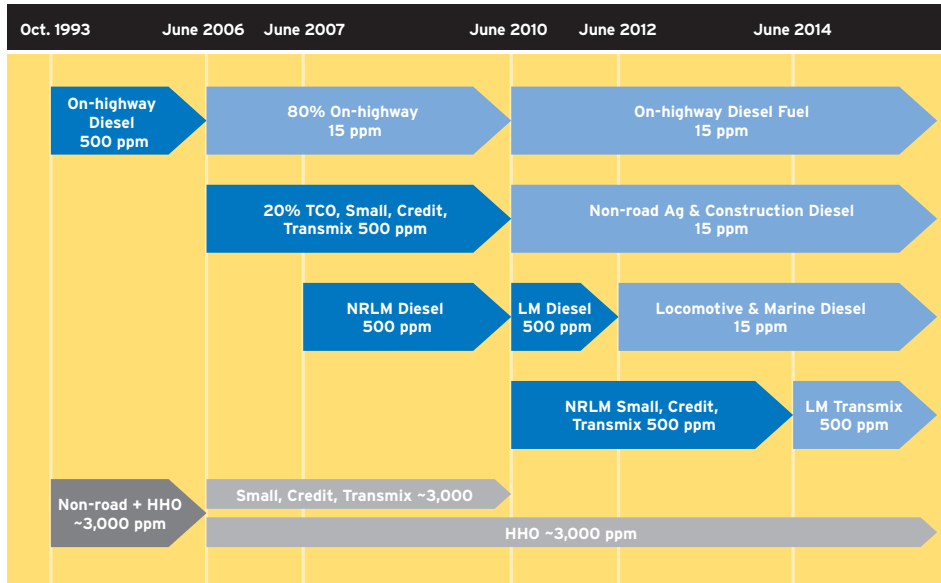 Oct. 1993 June 2006 June 2007 June 2010 June 2012 June 2014
On-highway
Diesel
500 ppm
80% On-highway
15 ppm
On-highway Diesel Fuel
15 ppm
20% TCO, Small, Credit,
Transmix 500 ppm
Non-road Ag & Construction Diesel
15 ppm
NRLM Diesel
500 ppm
LM Diesel
500 ppm
Locomotive & Marine Diesel
15 ppm
NRLM Small, Credit,
Transmix 500 ppm
LM Transmix
500 ppm
Non-road + HHO
~3,000 ppm
Small, Credit, Transmix ~3,000
HHO ~3,000 ppm